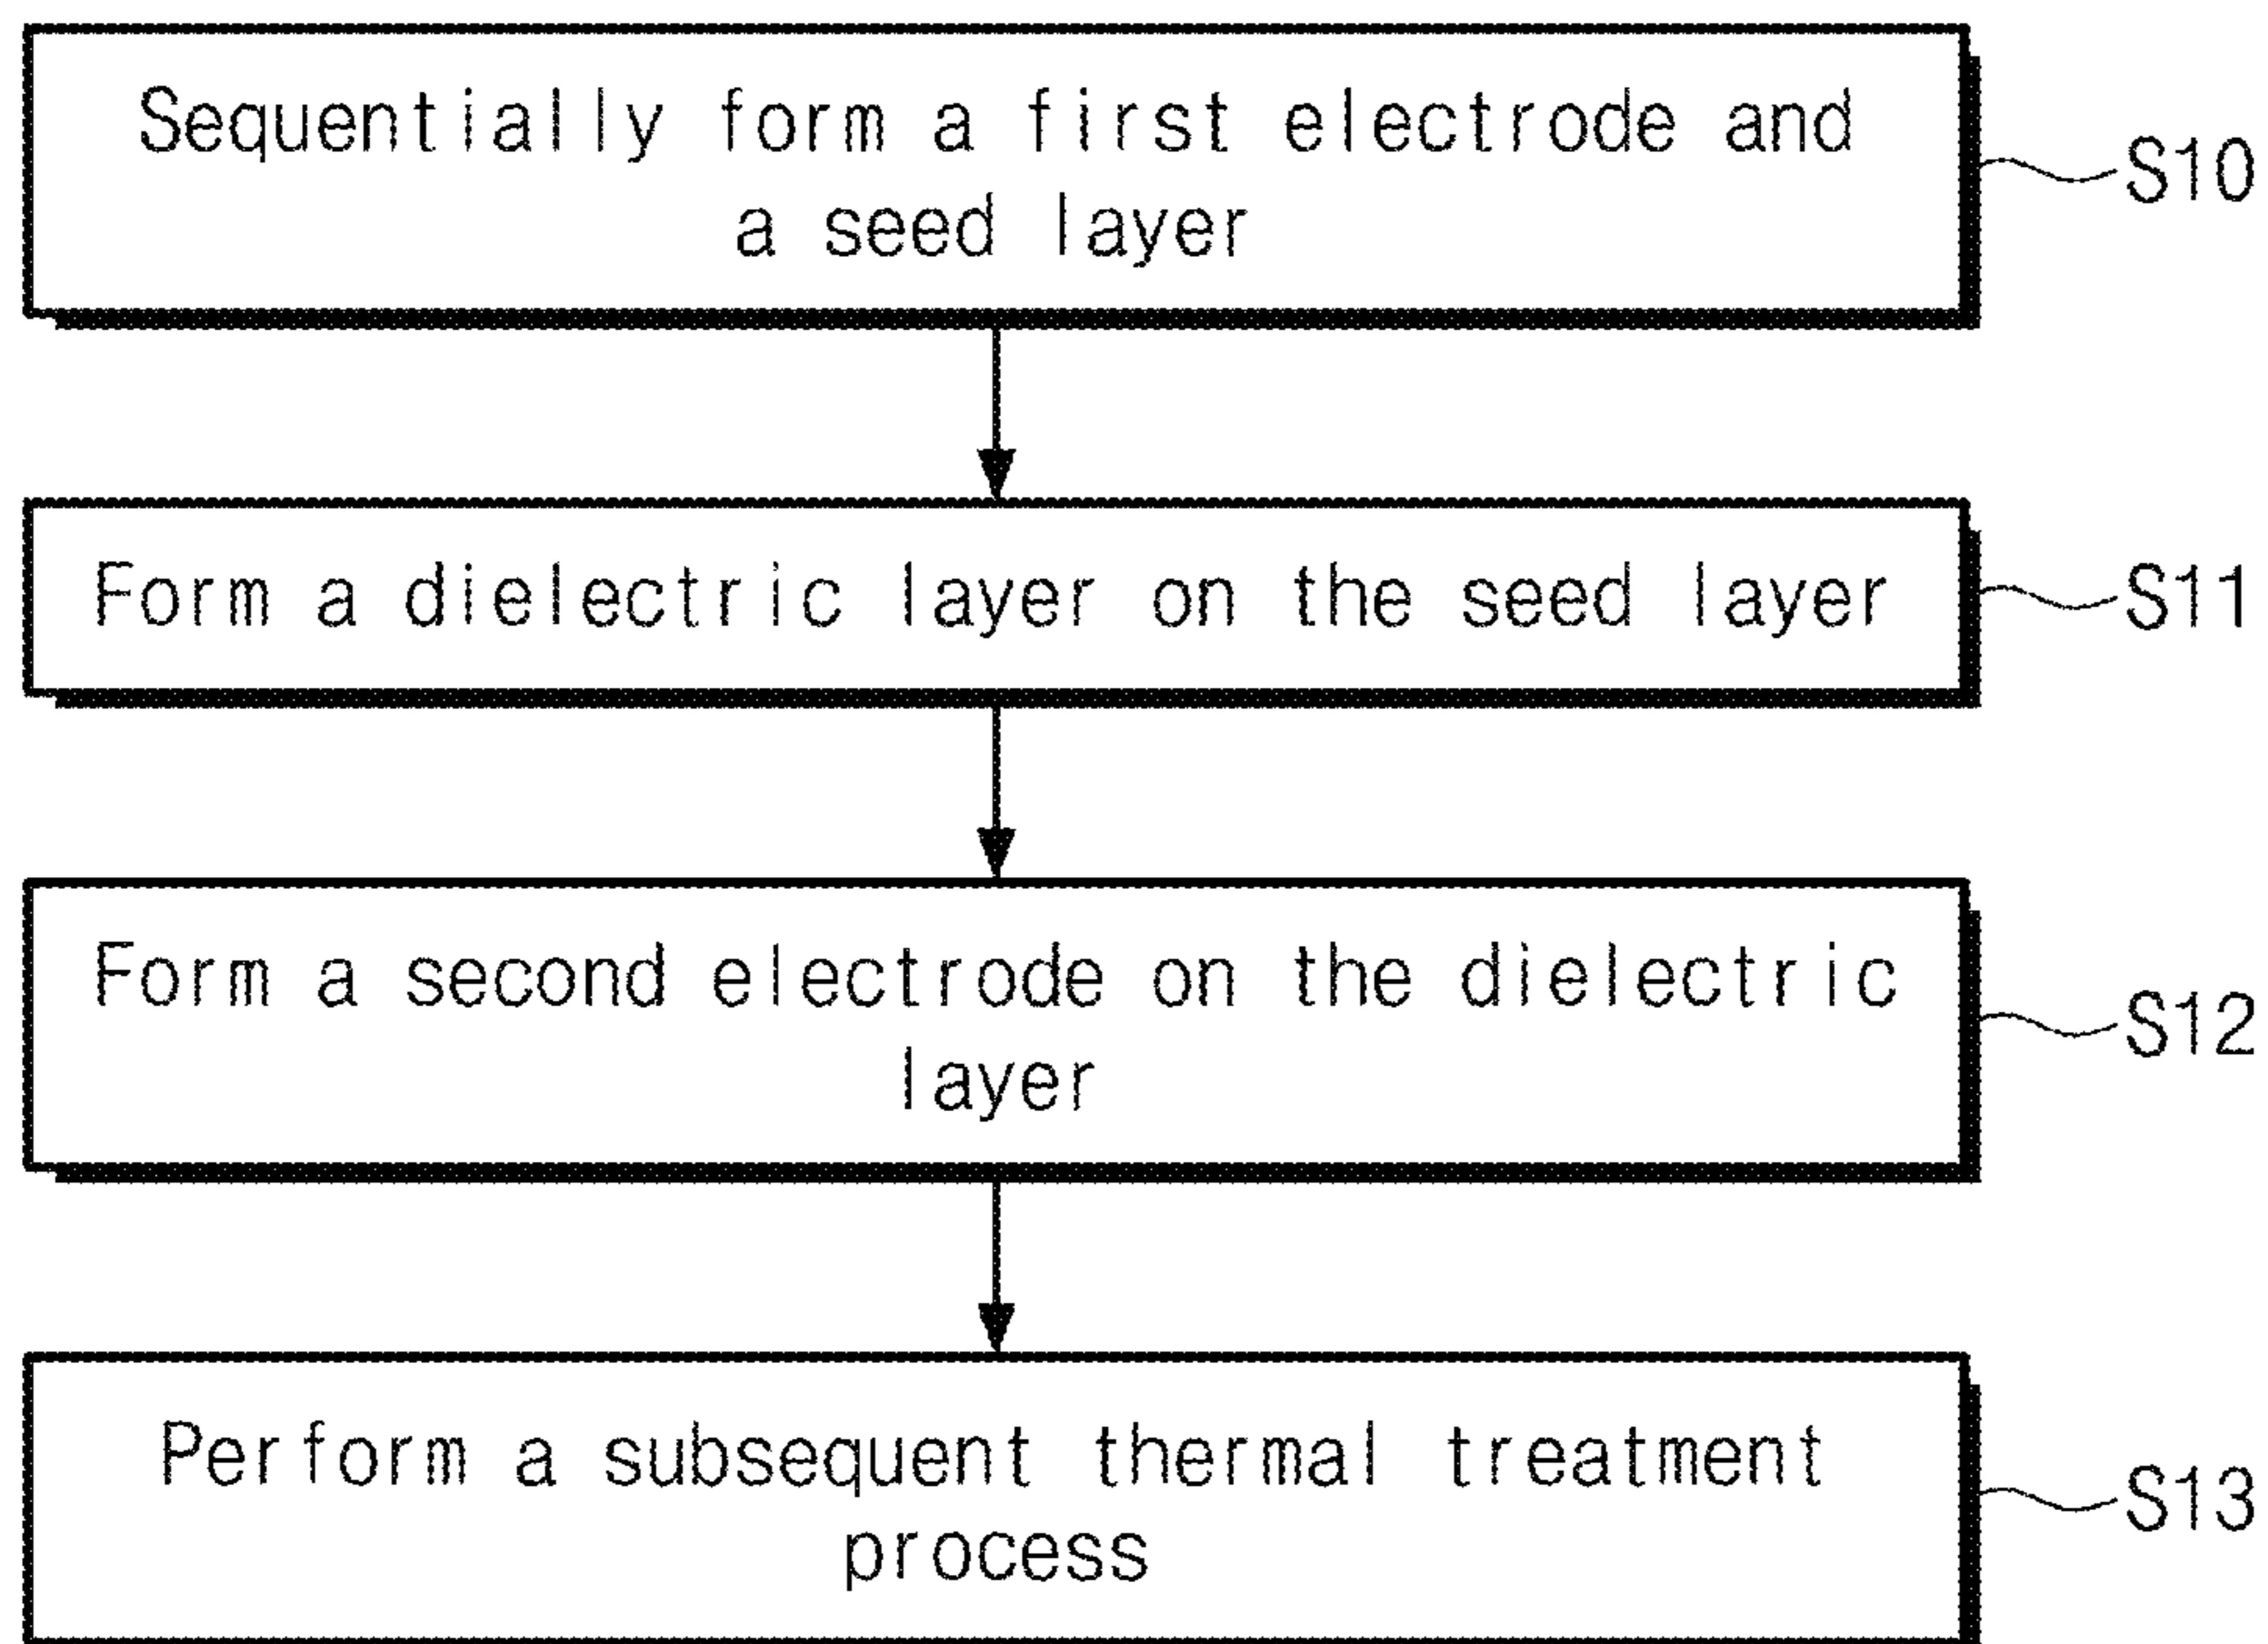 Sequentially form a first electrode and
a seed layer
S10
Form a dielectric layer on the seed layer
S11
Form a second electrode on the dielectric
layer
S12
Perform a subsequent thermal treatment
process
S13